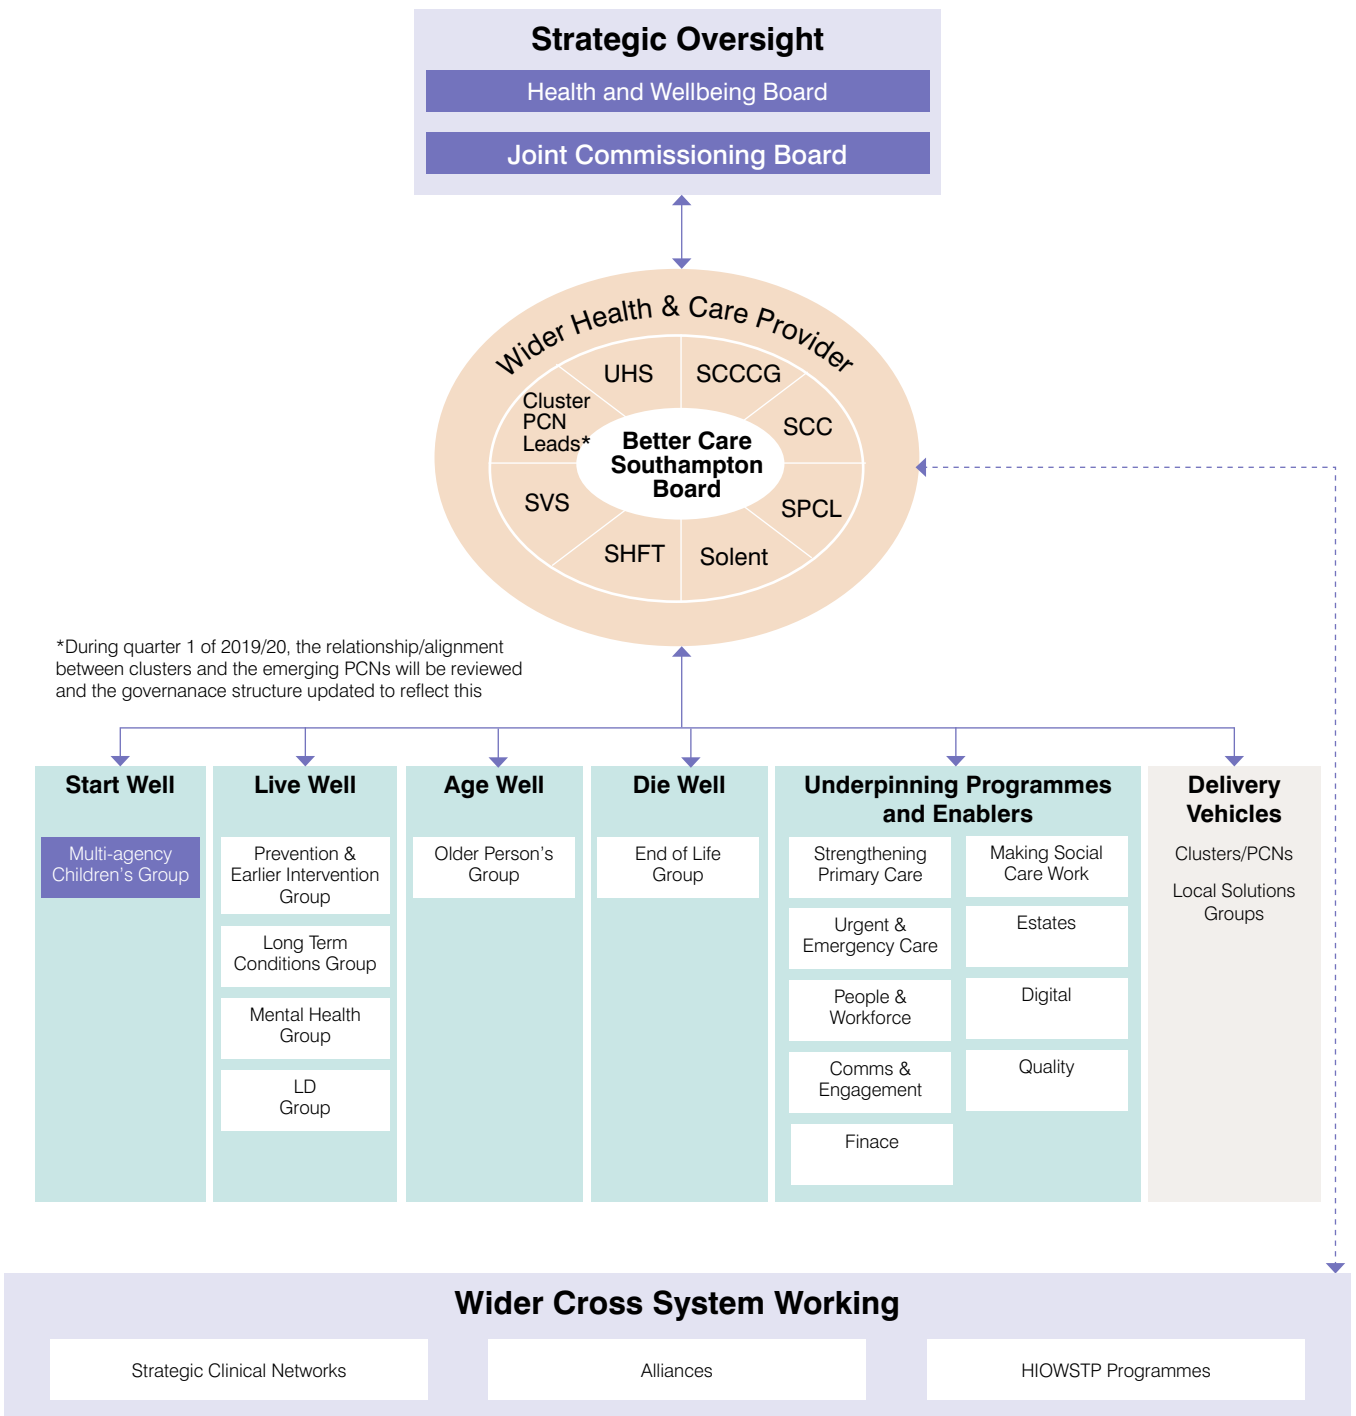 Strategic Oversight
Health and Wellbeing Board
Joint Commissioning Board
Wider Health & Care Provider
UHS
SCCCG
Cluster
PCN
Leads*
SCC
Better Care
Southampton
Board
SVS
SPCL
SHFT
Solent
*During quarter 1 of 2019/20, the relationship/alignment
between clusters and the emerging PCNs will be reviewed
and the governanace structure updated to reflect this
Start Well
Multi-agency
Children's Group
Live Well
Prevention &
Earlier Intervention
Group
Long Term
Conditions Group
Mental Health
Group
LD
Group
Age Well
Older Person's
Group
Die Well
End of Life
Group
Underpinning Programmes
and Enablers
Strengthening
Primary Care
Urgent &
Emergency Care
People &
Workforce
Comms &
Engagement
Finace
Making Social
Care Work
Estates
Digital
Quality
Delivery
Vehicles
Clusters/PCNs
Local Solutions
Groups
Wider Cross System Working
Strategic Clinical Networks
Alliances
HIOWSTP Programmes